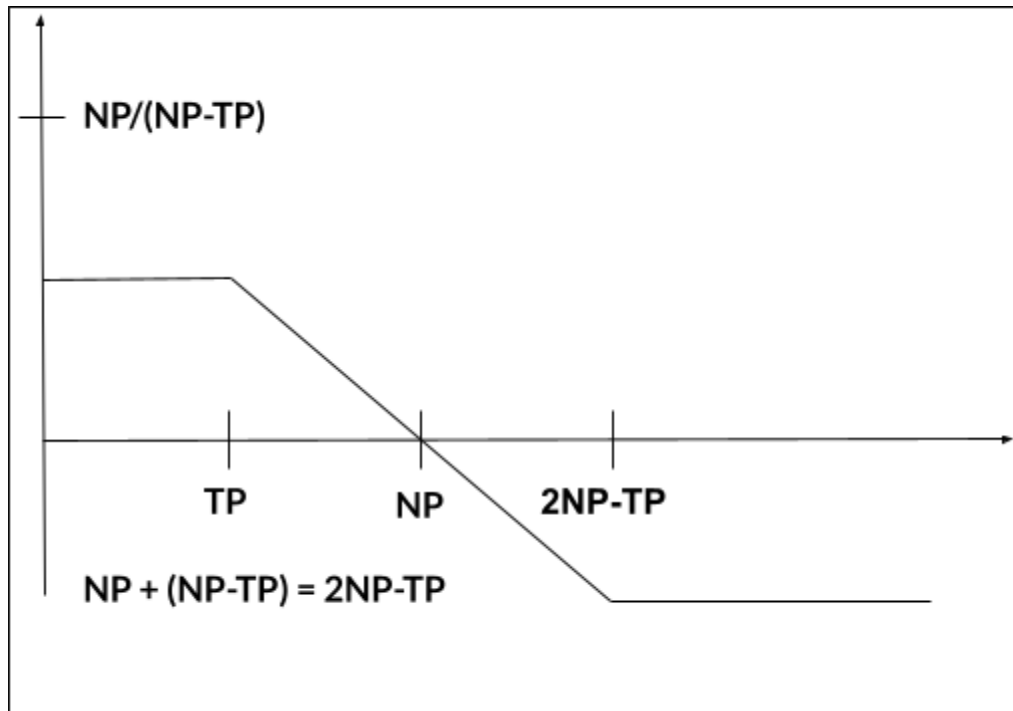 NP/(NP-TP)
TP
NP
2NP-TP
NP + (NP-TP) = 2NP-TP